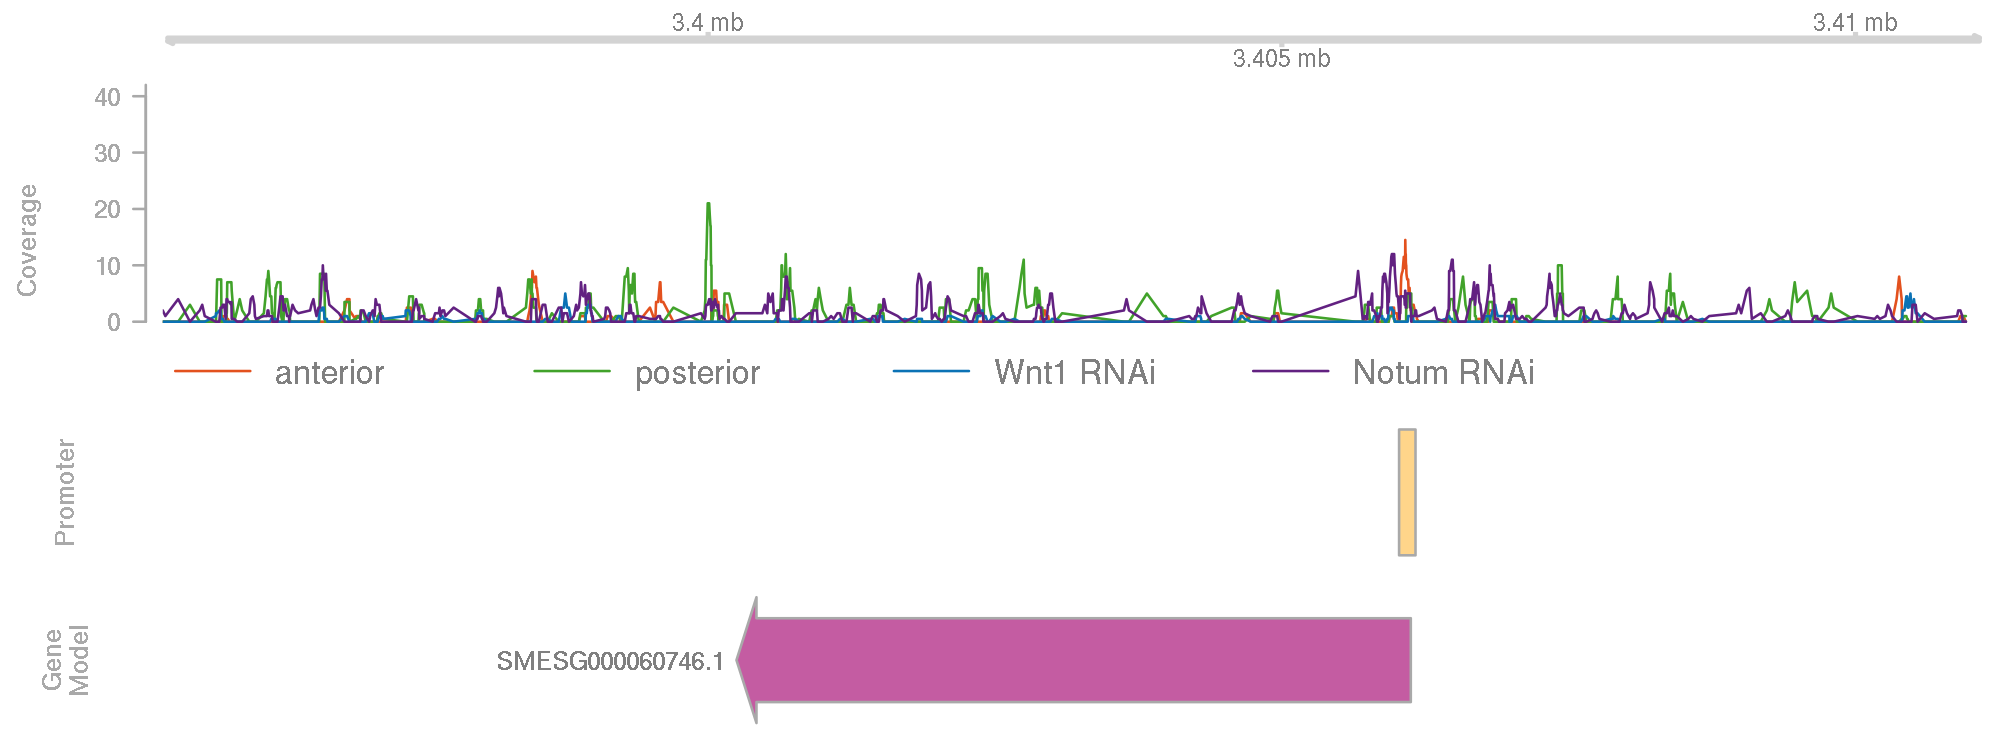 3.4 mb
3.41 mb
3.405 mb
40
30
20
10
0
Coverage
anterior
posterior
Wnt1 RNAi
Notum RNAi
Promoter
Gene
Model
SMESG000060746.1